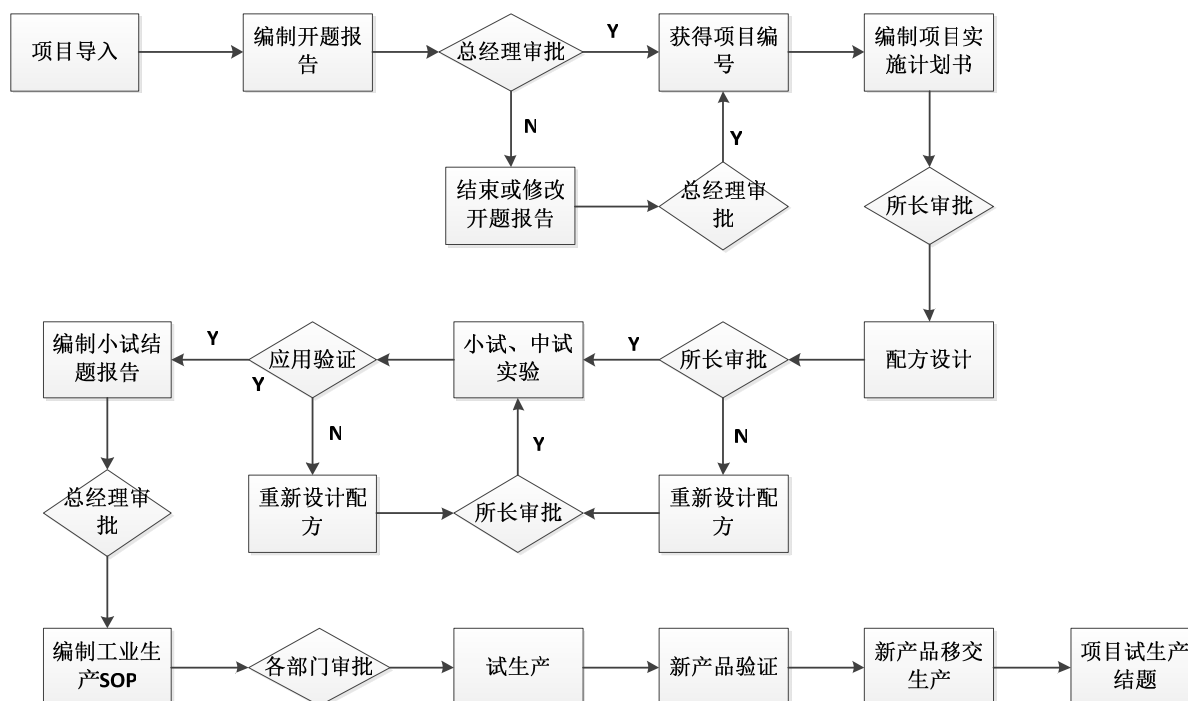 项目导入
编制开题报
告
总经理审批
Y
获得项目编
号
编制项目实
施计划书
N
Y
结束或修改
开题报告
总经理审
批
所长审批
编制小试结
题报告
Y
应用验证
Y
小试、中试
实验
Y
所长审批
配方设计
N
Y
N
总经理审
批
重新设计配
方
所长审批
重新设计配
方
编制工业生
产SOP
各部门审批
试生产
新产品验证
新产品移交
生产
项目试生产
结题